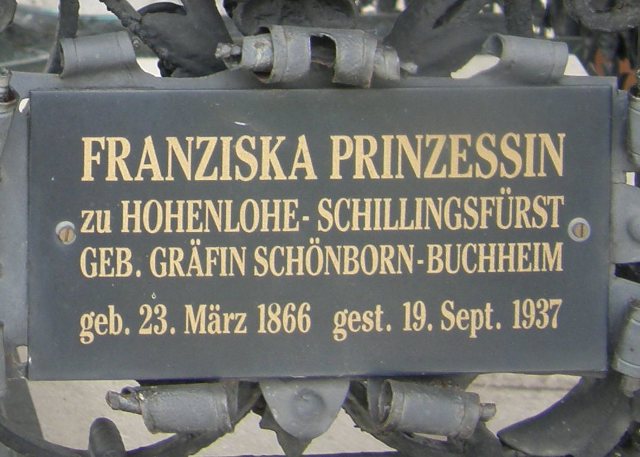 FRANZISKA PRINZESSIN
zu HOHENLOHE-SCHILLINGSFÜRST
GEB. GRÄFIN SCHÖNBORN-BUCHHEIM
geb. 23. März 1866 gest. 19. Sept. 1937